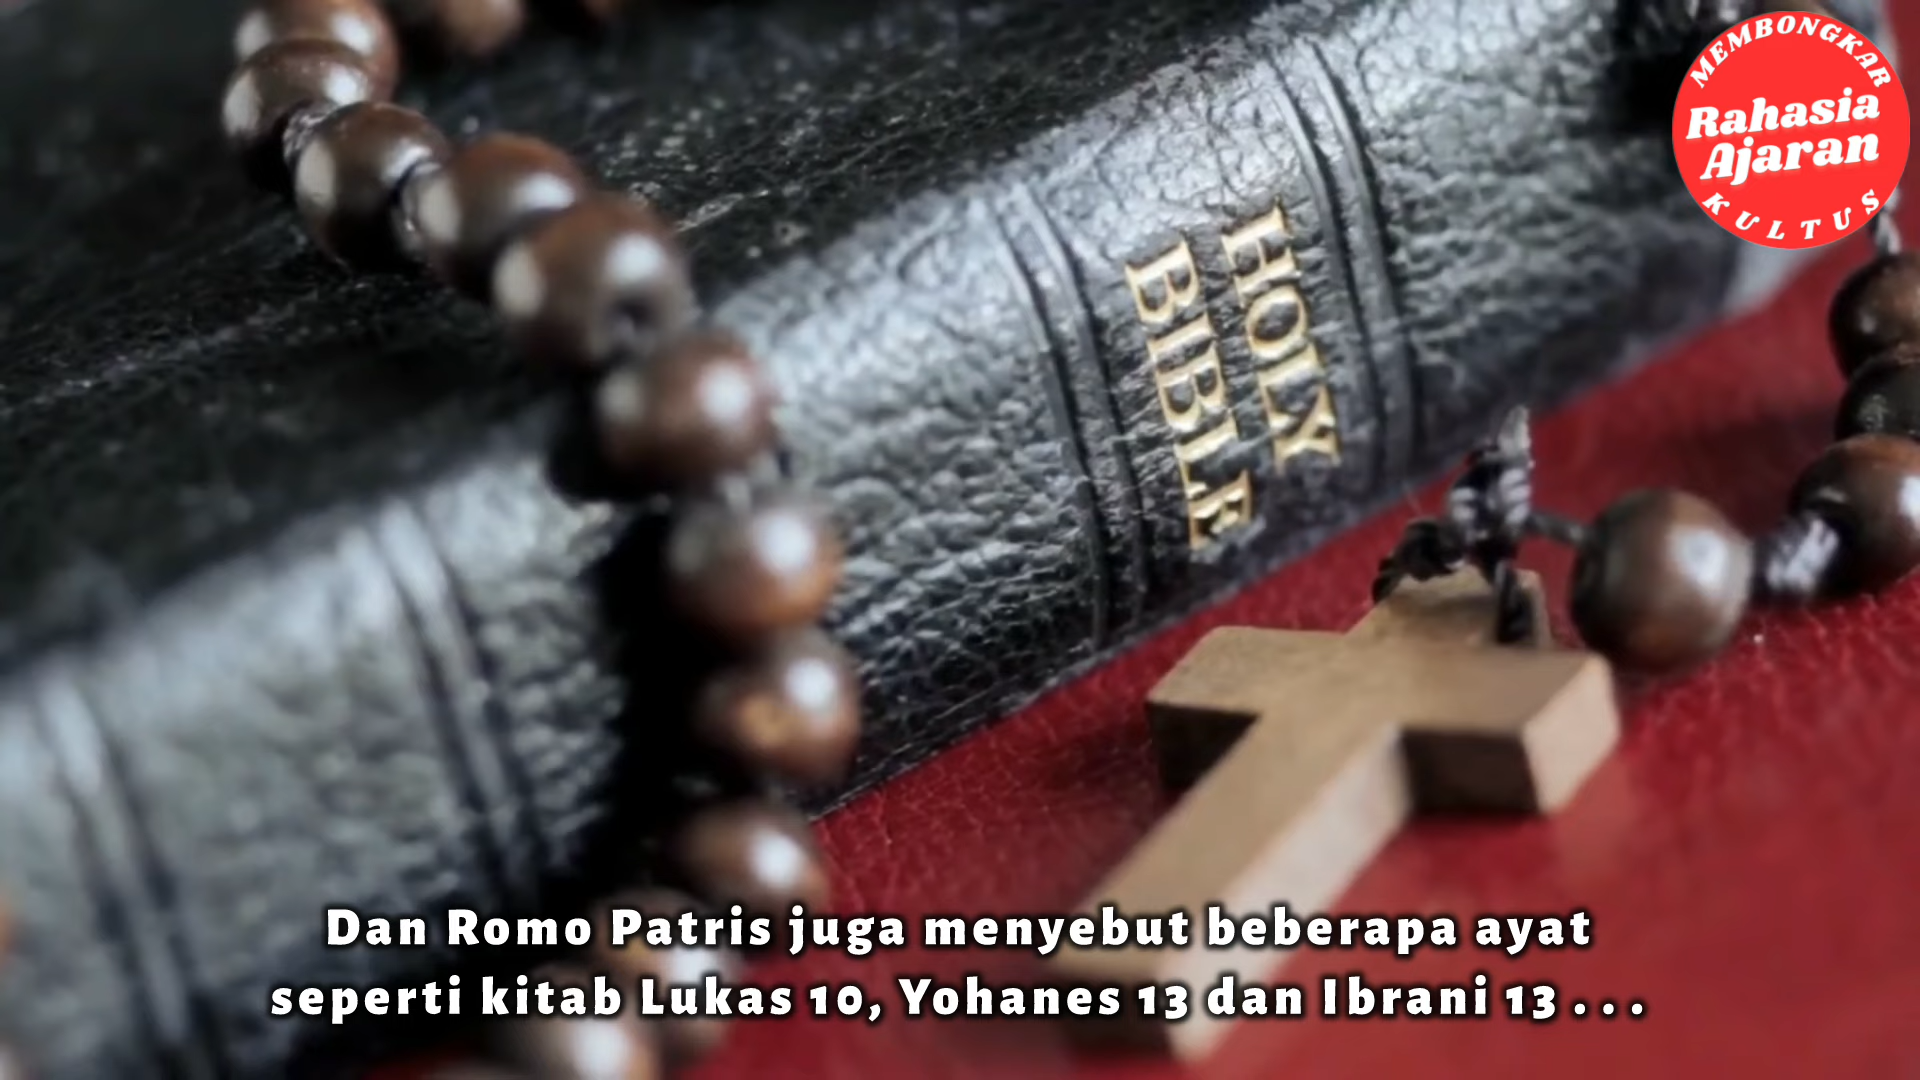 MEMBONGKAR
Rahasia
Ajaran
KULTUS
HOLY
BIBLE
Dan Romo Patris juga menyebut beberapa ayat
seperti kitab Lukas 10, Yohanes 13 dan Ibrani 13 . . .